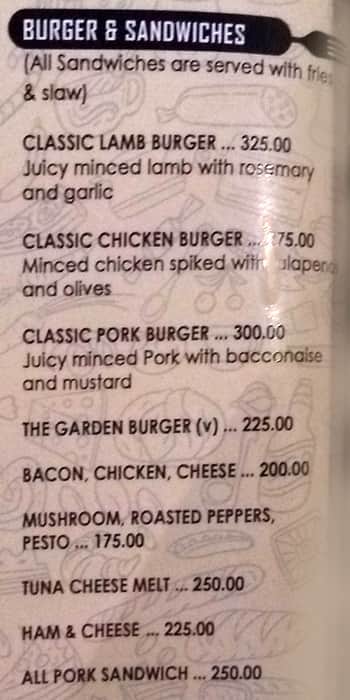 BURGER & SANDWICHES
(All Sandwiches are served with fries
& slaw)
CLASSIC LAMB BURGER ... 325.00
Juicy minced lamb with rosemary
and garlic
CLASSIC CHICKEN BURGER ...
Minced chicken spiked with
and olives
CLASSIC PORK BURGER ... 300.00
Juicy minced Pork with bacconaise
and mustard
THE GARDEN BURGER (v) ... 225.00
BACON, CHICKEN, CHEESE ... 200.00
MUSHROOM, ROASTED PEPPERS,
PESTO ... 175.00
TUNA CHEESE MELT ... 250.00
HAM & CHEESE ... 225.00
ALL PORK SANDWICH ... 250.00